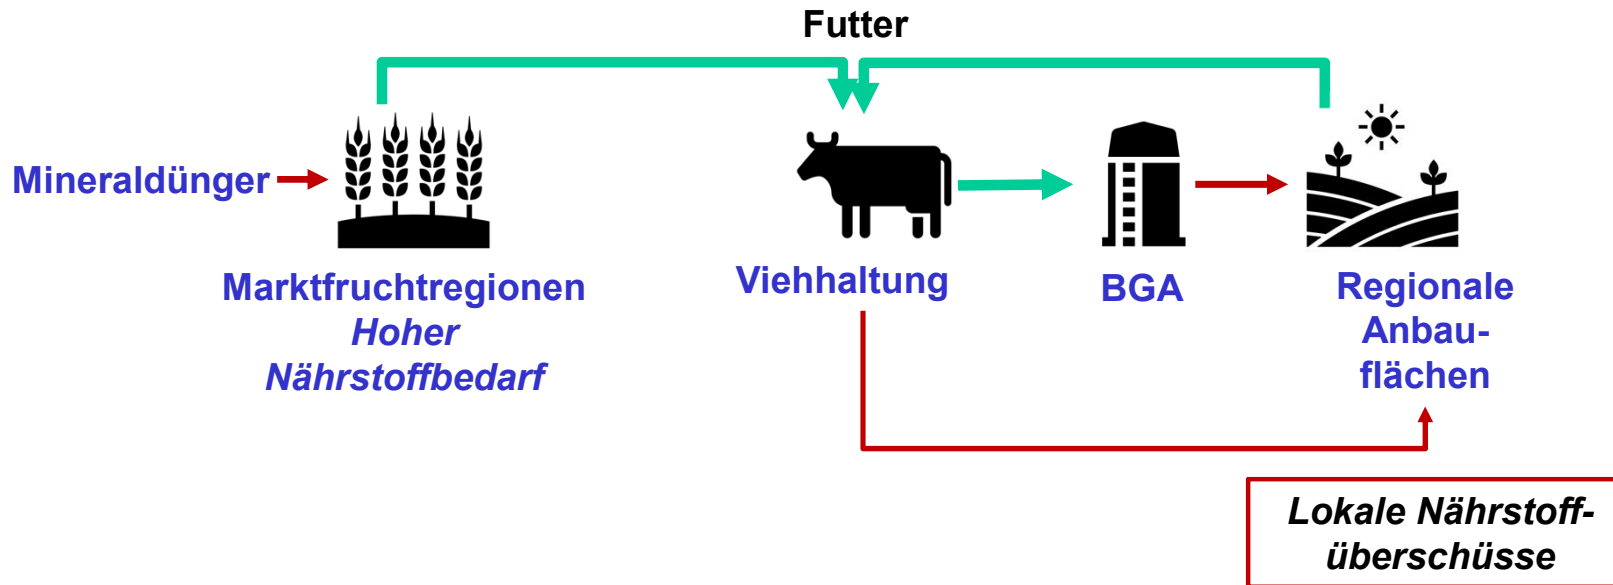 Futter
Mineraldünger
Marktfruchtregionen
Hoher
Nährstoffbedarf
Viehhaltung
BGA
Regionale
Anbau-
flächen
Lokale Nährstoff-
überschüsse